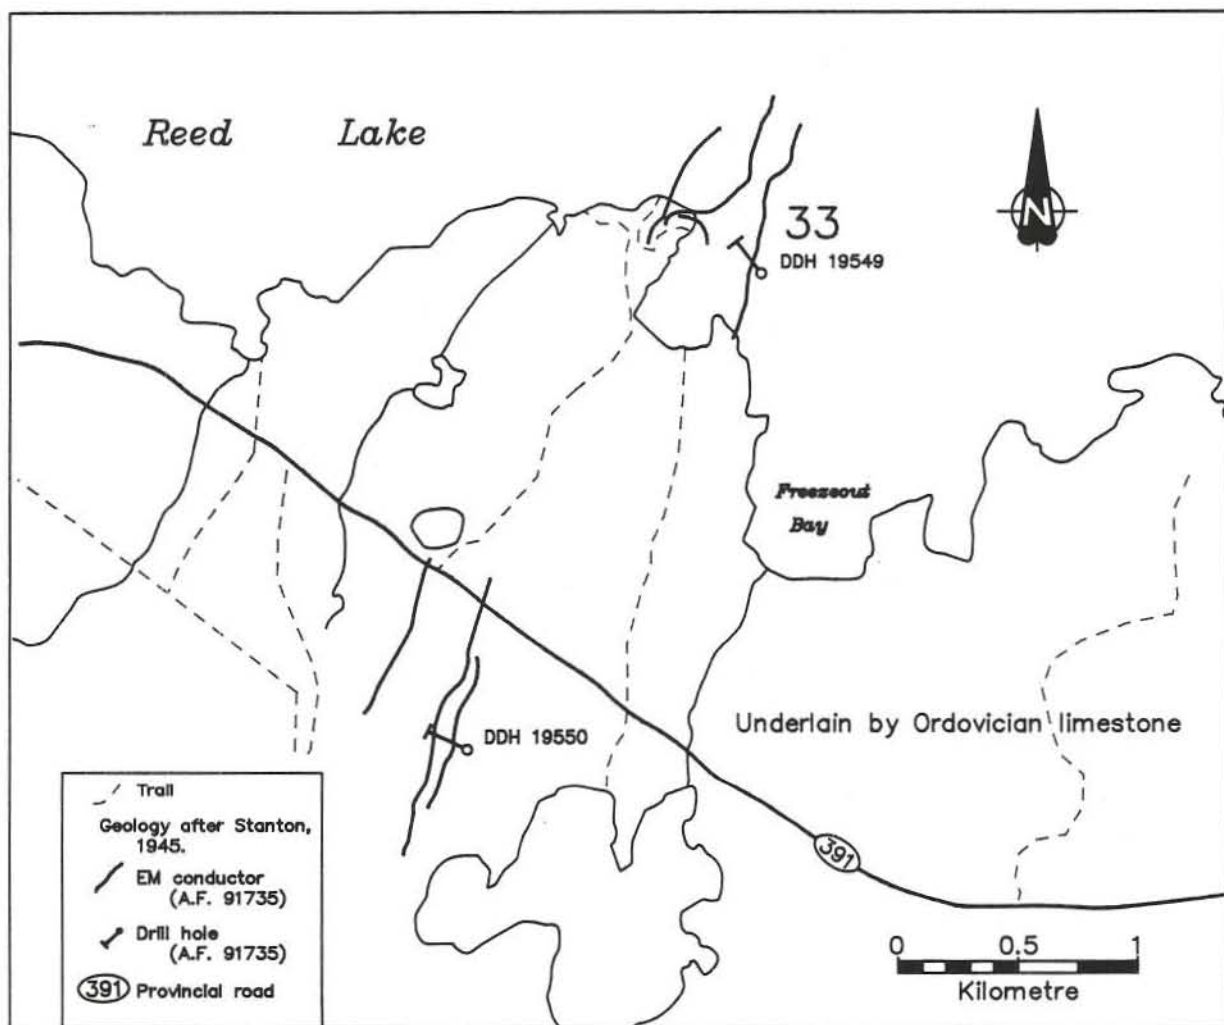 Reed Lake
N
33
DDH 19549
Freezeout
Bay
Underlain by Ordovician limestone
DDH 19550
391
Trail
Geology after Stanton,
1945.
EM conductor
(A.F. 91735)
Drill hole
(A.F. 91735)
391 Provincial road
0 0.5 1
Kilometre